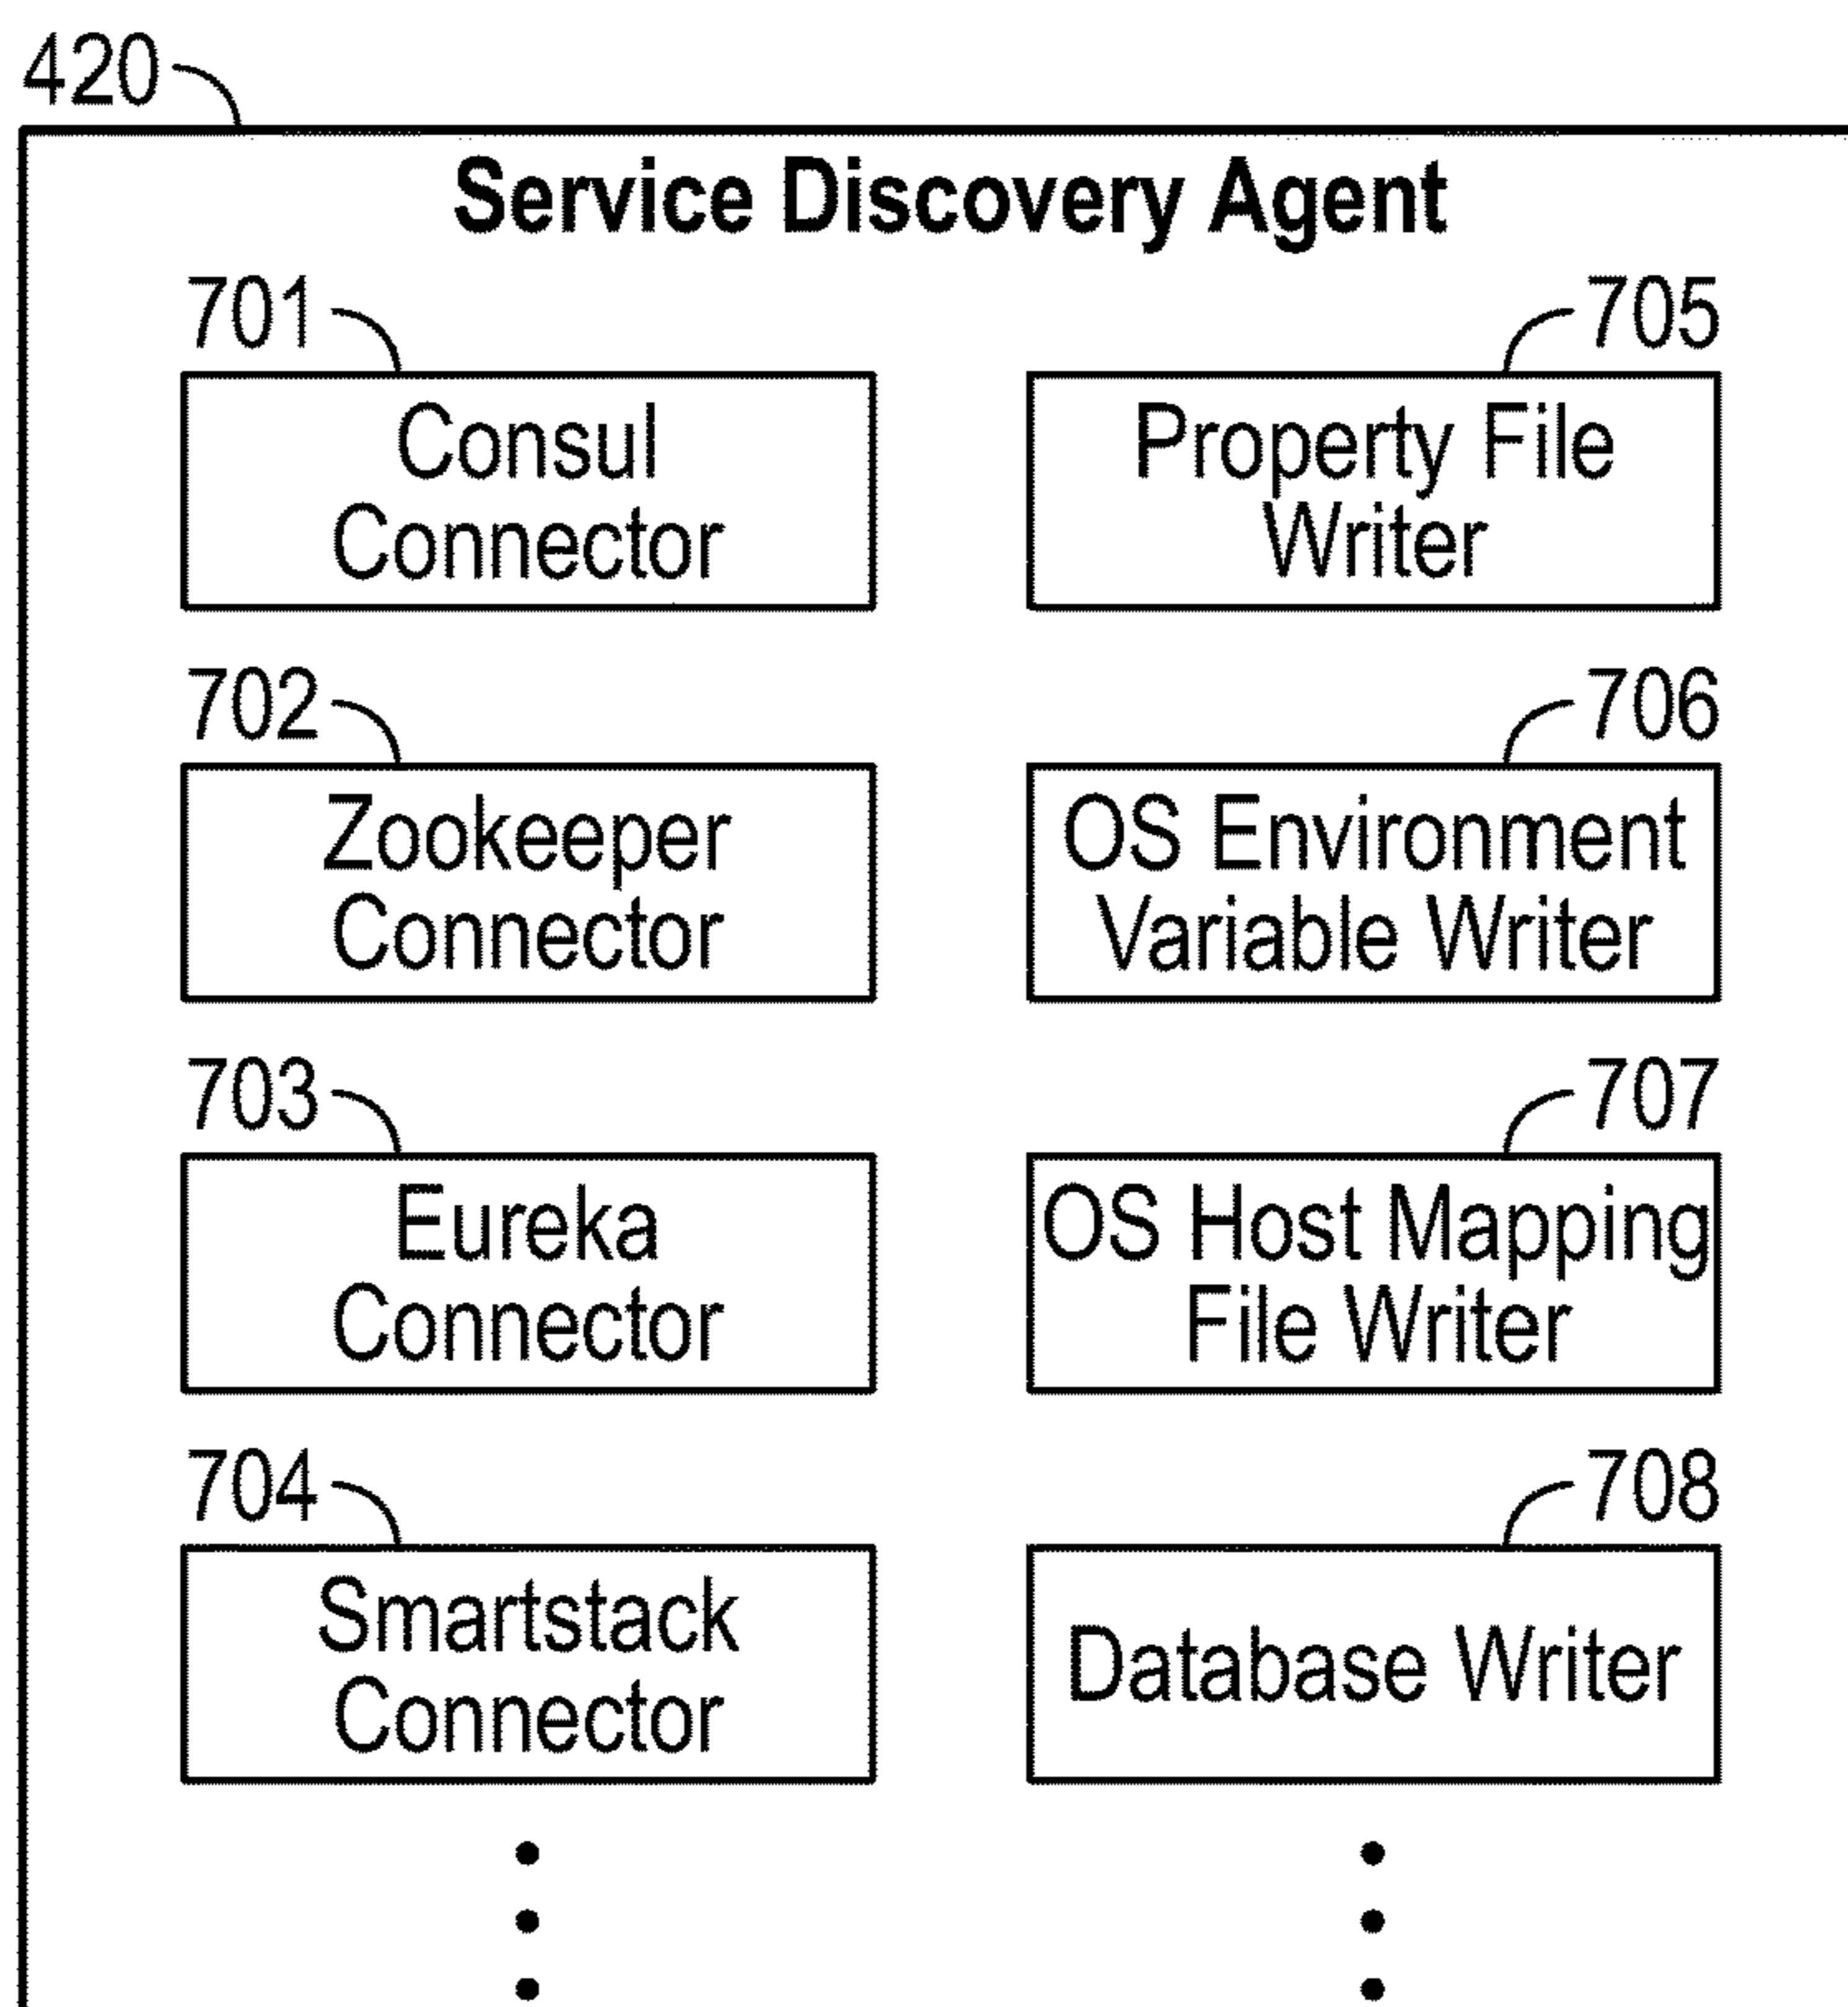 420
Service Discovery Agent
701
Consul
Connector
705
Property File
Writer
702
Zookeeper
Connector
706
OS Environment
Variable Writer
703
Eureka
Connector
707
OS Host Mapping
File Writer
704
Smartstack
Connector
708
Database Writer